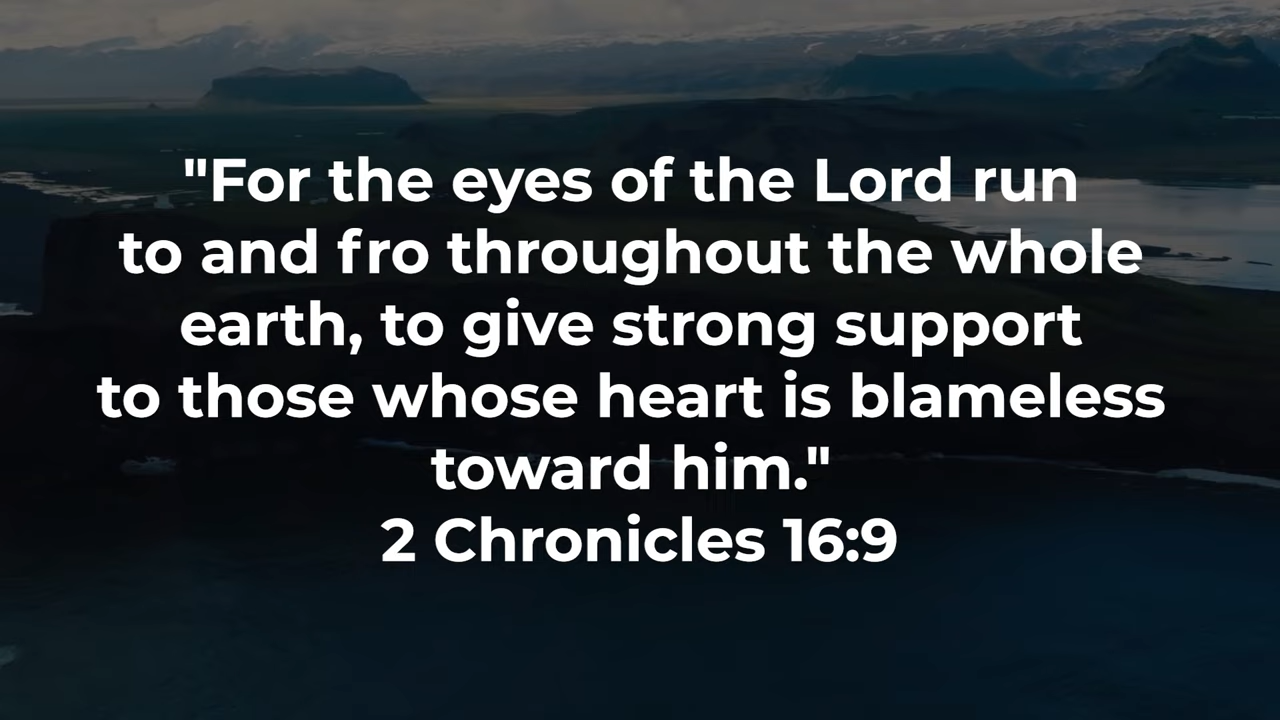 "For the eyes of the Lord run
to and fro throughout the whole
earth, to give strong support
to those whose heart is blameless
toward him."
2 Chronicles 16:9